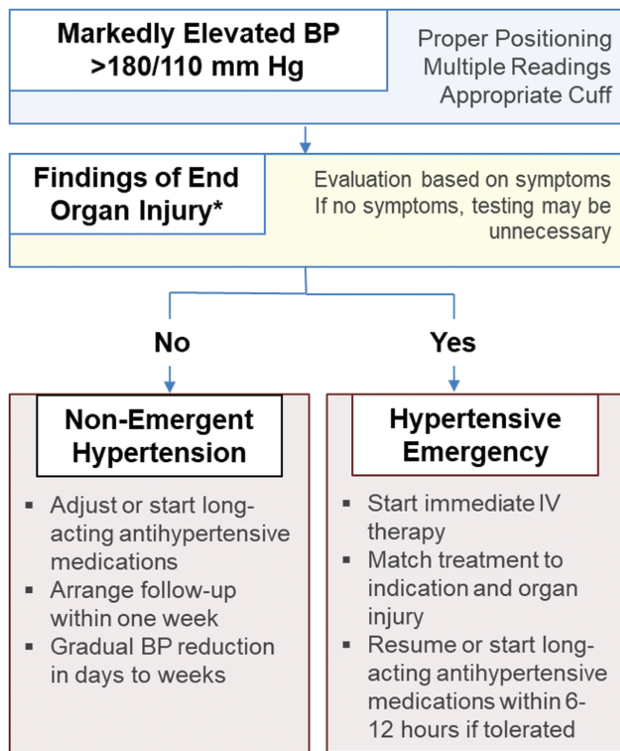 Markedly Elevated BP
>180/110 mm Hg
Proper Positioning
Multiple Readings
Appropriate Cuff
Findings of End
Organ Injury*
Evaluation based on symptoms
If no symptoms, testing may be
unnecessary
No
Yes
Non-Emergent
Hypertension
▪ Adjust or start long-
acting antihypertensive
medications
▪ Arrange follow-up
within one week
▪ Gradual BP reduction
in days to weeks
Hypertensive
Emergency
▪ Start immediate IV
therapy
▪ Match treatment to
indication and organ
injury
▪ Resume or start long-
acting antihypertensive
medications within 6-
12 hours if tolerated